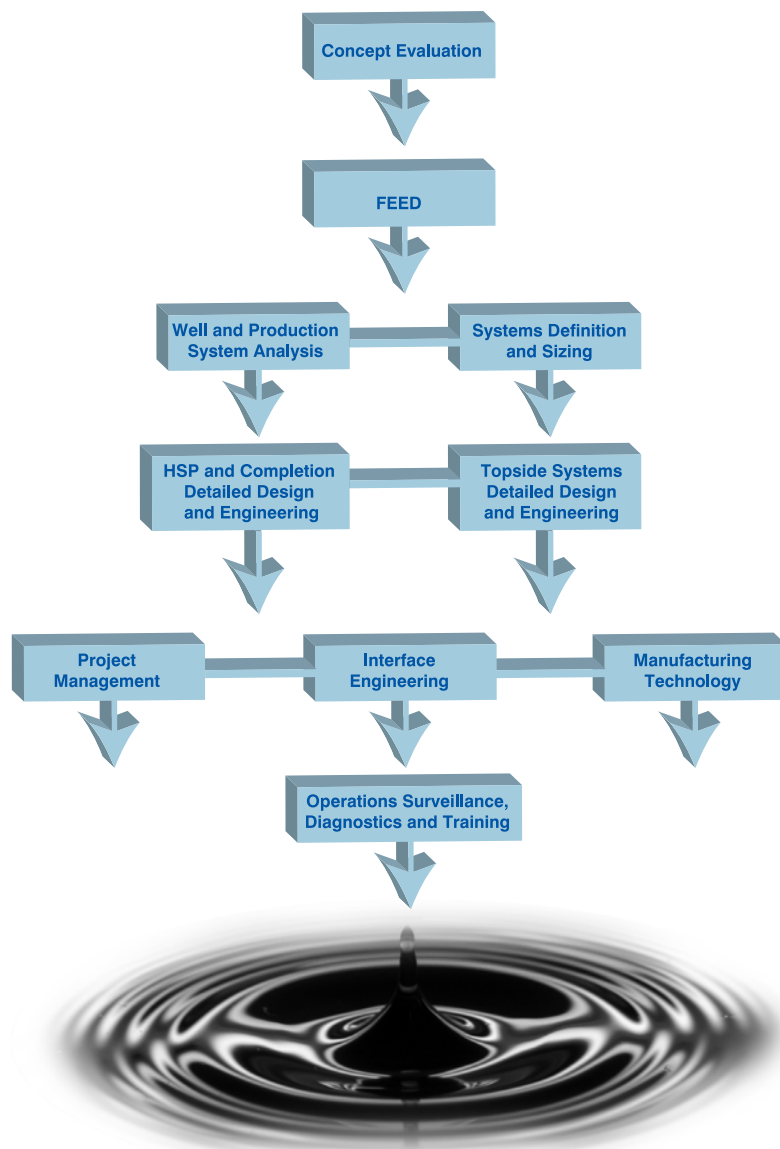 Concept Evaluation
FEED
Well and Production
System Analysis
Systems Definition
and Sizing
HSP and Completion
Detailed Design
and Engineering
Topside Systems
Detailed Design
and Engineering
Project
Management
Interface
Engineering
Manufacturing
Technology
Operations Surveillance,
Diagnostics and Training